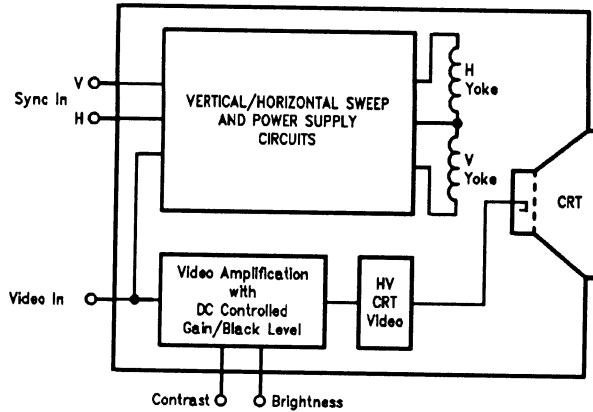 V
Sync In
H
VERTICAL/HORIZONTAL SWEEP
AND POWER SUPPLY
CIRCUITS
H
Yoke
V
Yoke
CRT
Video In
Video Amplification
with
DC Controlled
Gain/Black Level
HV
CRT
Video
Contrast
Brightness